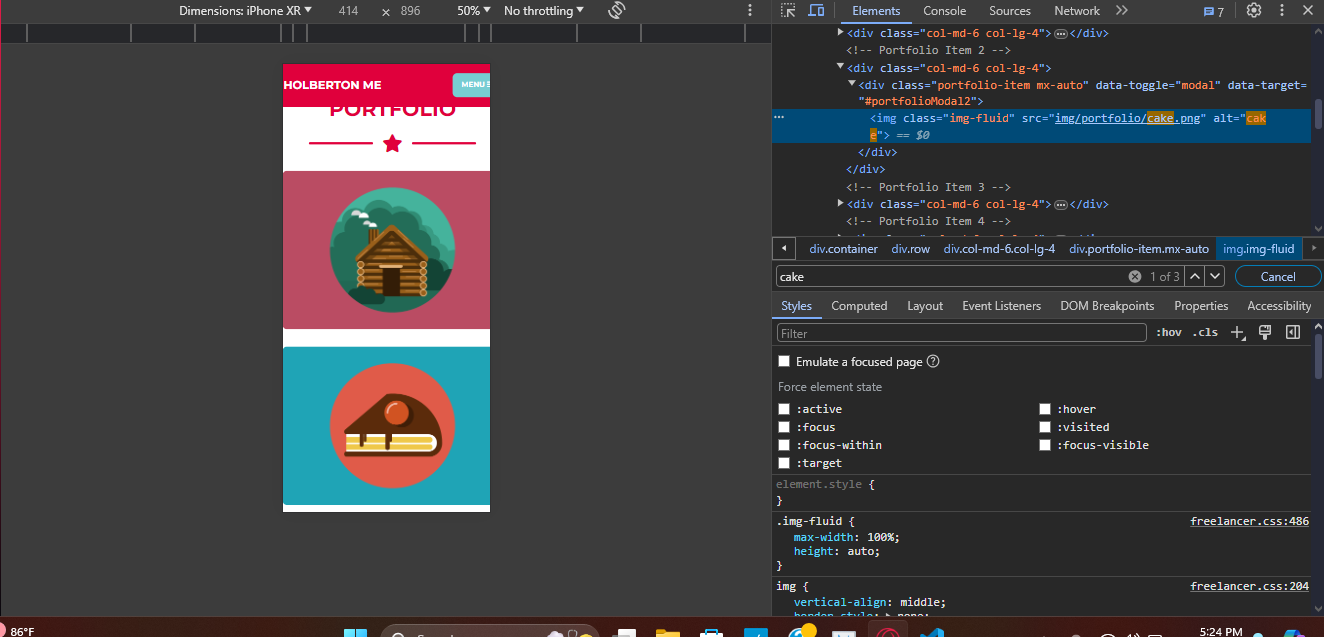 Dimensions: iPhone XR ▼ 414 × 896 50% ▼ No throttling ▼
Elements Console Sources Network 7
HOLBERTON ME
MENU
PORTFOLIO
<div class="col-md-6 col-lg-4"> … </div>
<!-- Portfolio Item 2 -->
<div class="col-md-6 col-lg-4">
<div class="portfolio-item mx-auto" data-toggle="modal" data-target=
"#portfolioModal2">
<img class="img-fluid" src="img/portfolio/cake.png" alt="cak
e"> == $0
</div>
</div>
<!-- Portfolio Item 3 -->
<div class="col-md-6 col-lg-4"> … </div>
<!-- Portfolio Item 4 -->
div.container div.row div.col-md-6.col-lg-4 div.portfolio-item.mx-auto img.img-fluid
cake 1 of 3 Cancel
Styles Computed Layout Event Listeners DOM Breakpoints Properties Accessibility
Filter :hov .cls
Emulate a focused page
Force element state
:active :hover
:focus :visited
:focus-within :focus-visible
:target
element.style {
}
.img-fluid { freelancer.css:486
max-width: 100%;
height: auto;
}
img { freelancer.css:204
vertical-align: middle;
border-style: none;
86°F
5:24 PM